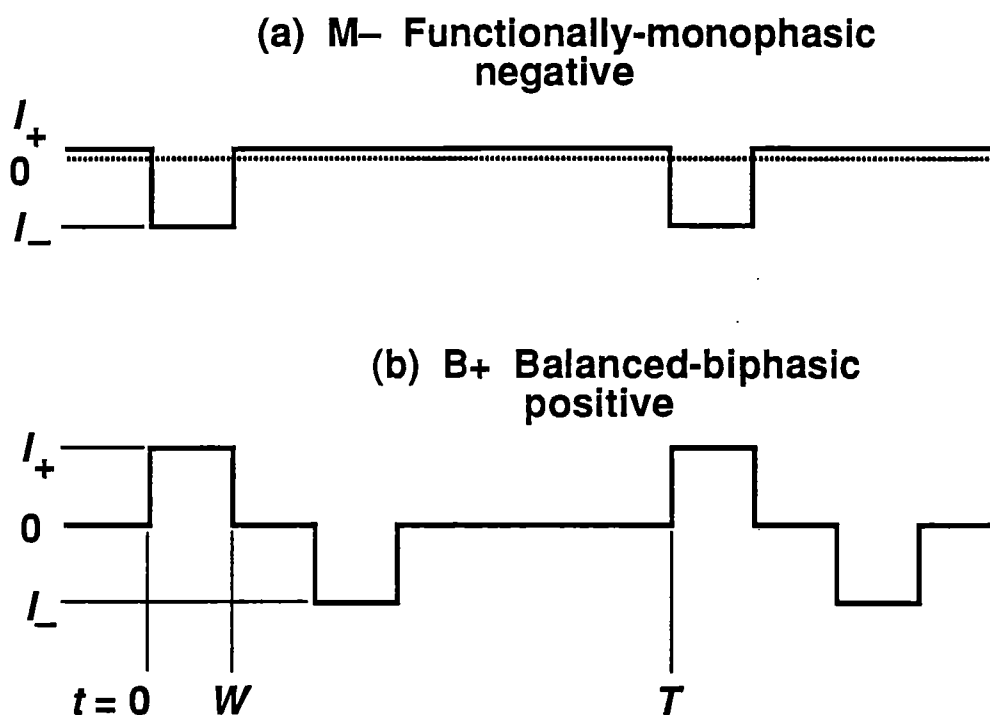 (a) M– Functionally-monophasic
negative
I+
0
I–
(b) B+ Balanced-biphasic
positive
I+
0
I–
t = 0 W T